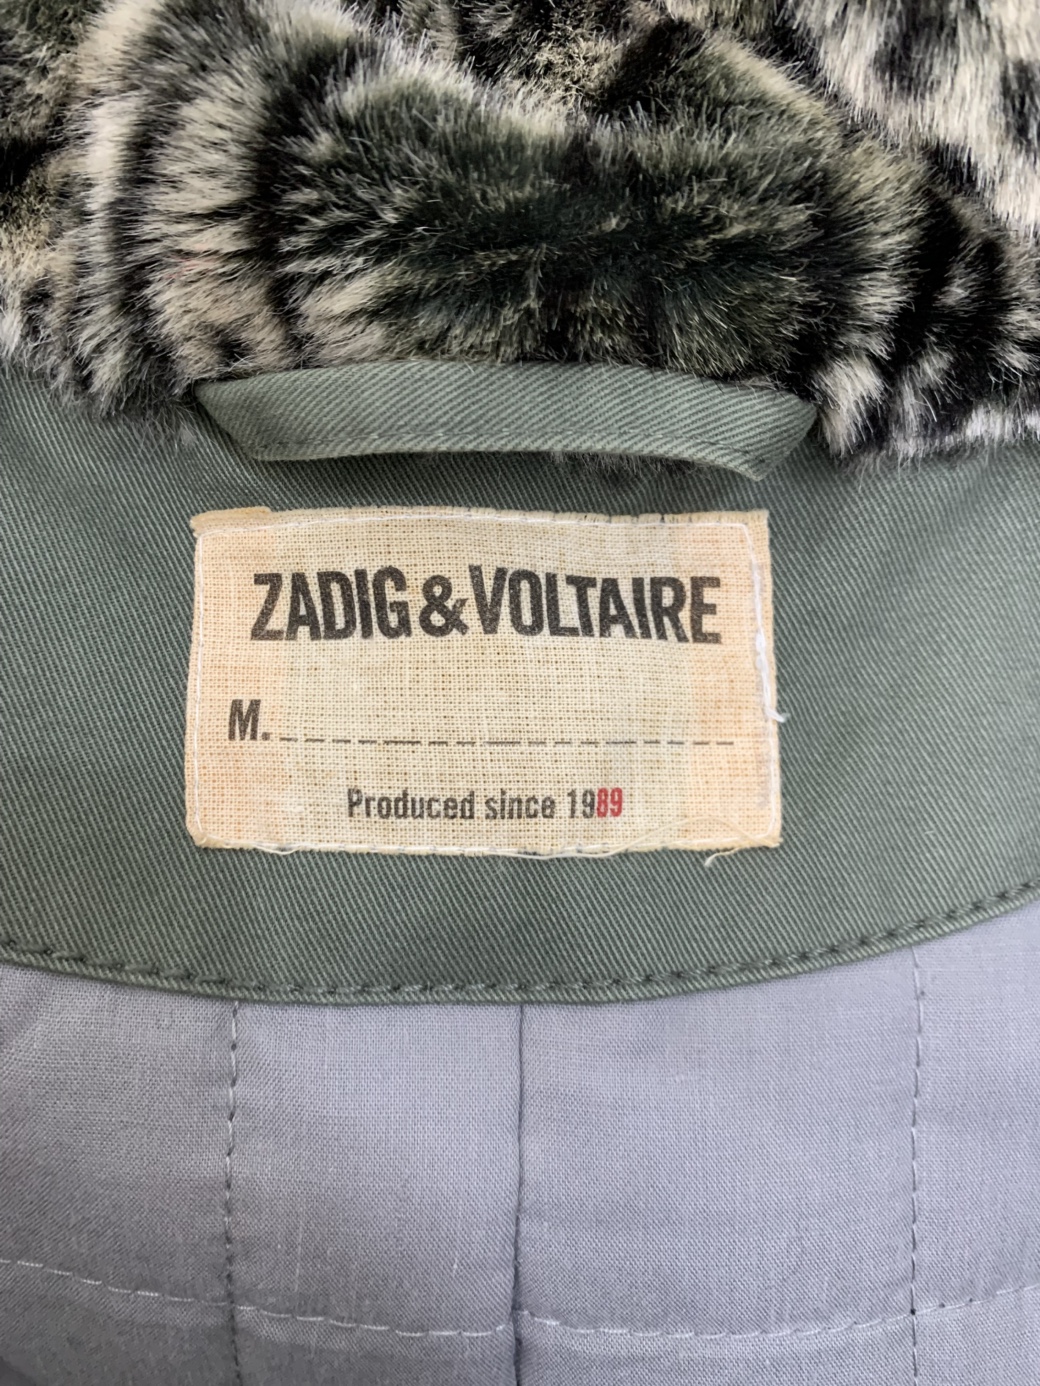 ZADIG&VOLTAIRE
M.
Produced since 1989